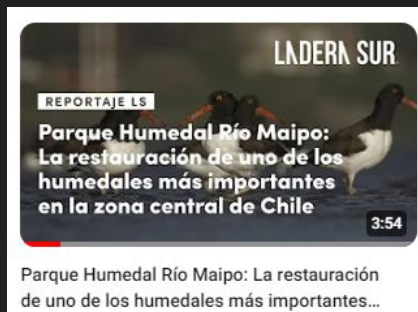 LADERA SUR
REPORTAJE LS
Parque Humedal Río Maipo:
La restauración de uno de los
humedales más importantes
en la zona central de Chile
3:54
Parque Humedal Río Maipo: La restauración
de uno de los humedales más importantes...